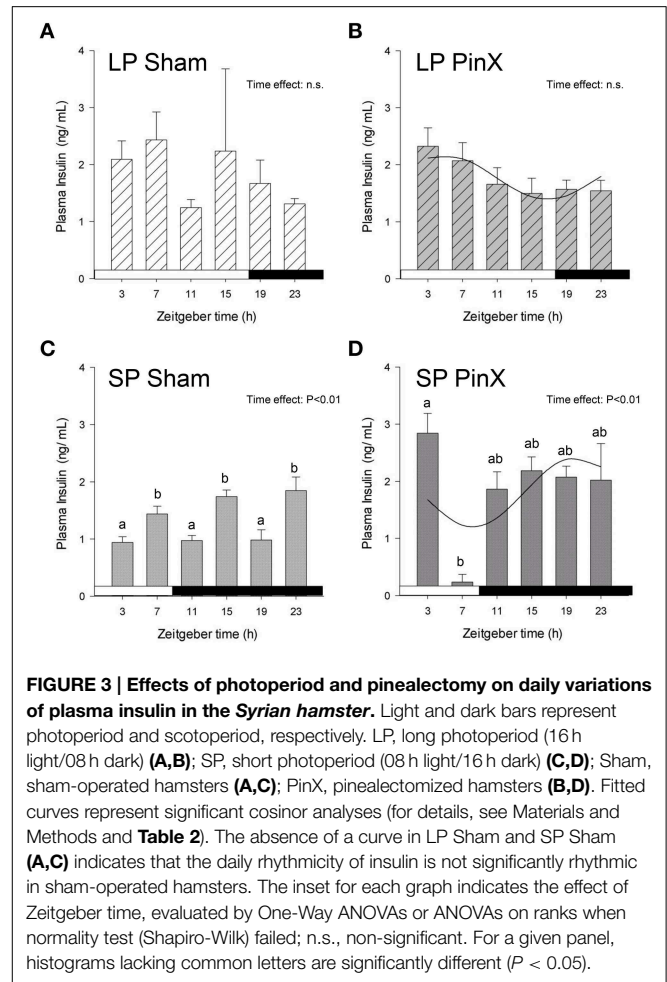 A
LP Sham
Time effect: n.s.
Plasma Insulin (ng/ mL)
4
3
2
1
0
3 7 11 15 19 23
Zeitgeber time (h)
B
LP PinX
Time effect: n.s.
Plasma Insulin (ng/ mL)
4
3
2
1
0
3 7 11 15 19 23
Zeitgeber time (h)
C
SP Sham
Time effect: P<0.01
Plasma Insulin (ng/ mL)
4
3
2
1
0
a b a b a b
3 7 11 15 19 23
Zeitgeber time (h)
D
SP PinX
Time effect: P<0.01
Plasma Insulin (ng/ mL)
4
3
2
1
0
a b ab ab ab ab
3 7 11 15 19 23
Zeitgeber time (h)
FIGURE 3 | Effects of photoperiod and pinealectomy on daily variations
of plasma insulin in the Syrian hamster. Light and dark bars represent
photoperiod and scotoperiod, respectively. LP, long photoperiod (16 h
light/08 h dark) (A,B); SP, short photoperiod (08 h light/16 h dark) (C,D); Sham,
sham-operated hamsters (A,C); PinX, pinealectomized hamsters (B,D). Fitted
curves represent significant cosinor analyses (for details, see Materials and
Methods and Table 2). The absence of a curve in LP Sham and SP Sham
(A,C) indicates that the daily rhythmicity of insulin is not significantly rhythmic
in sham-operated hamsters. The inset for each graph indicates the effect of
Zeitgeber time, evaluated by One-Way ANOVAs or ANOVAs on ranks when
normality test (Shapiro-Wilk) failed; n.s., non-significant. For a given panel,
histograms lacking common letters are significantly different (P < 0.05).